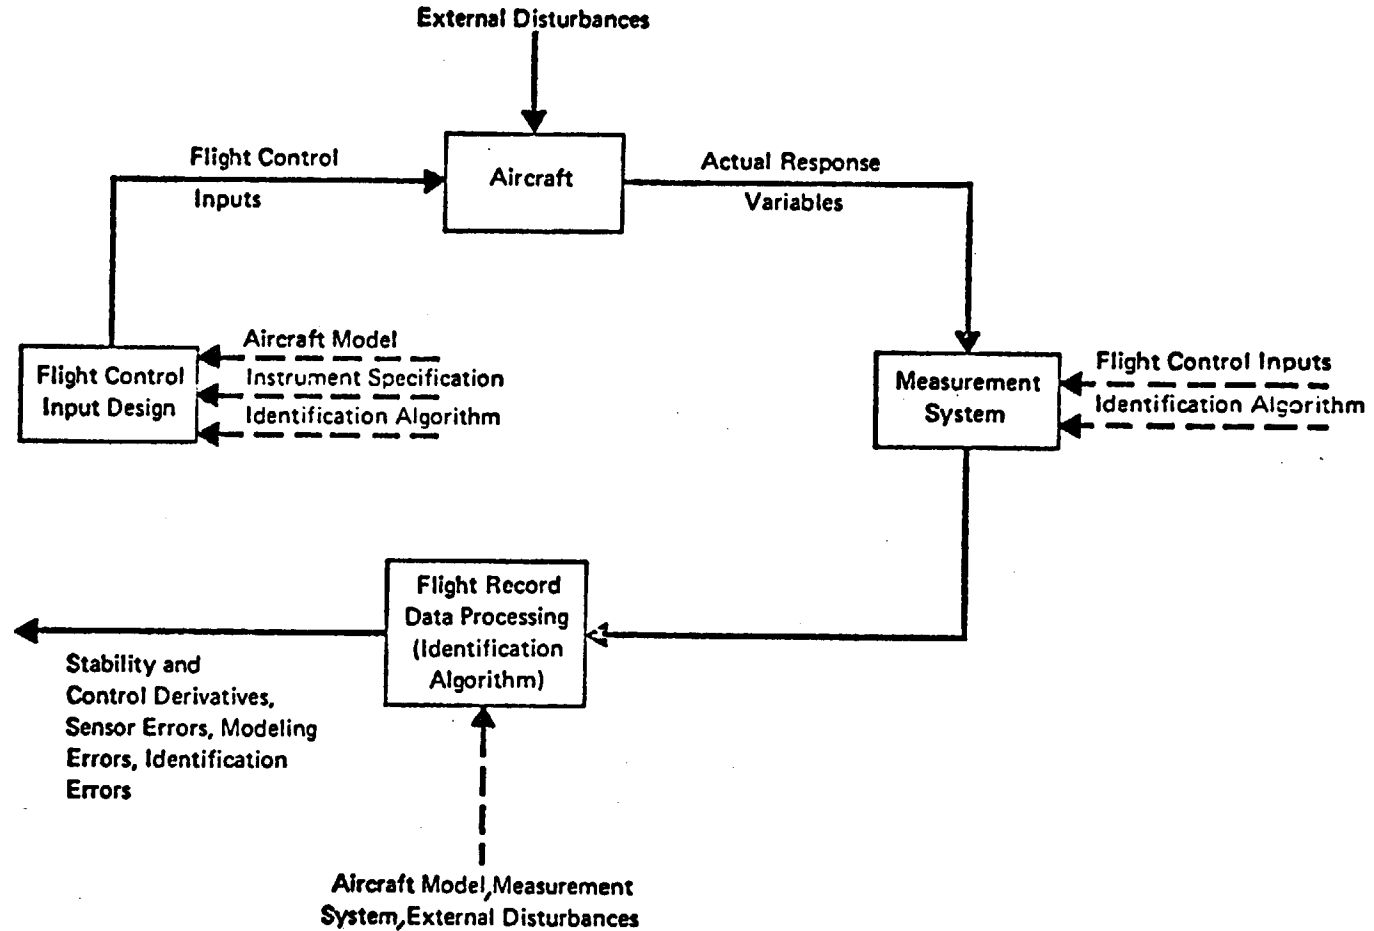 External Disturbances
Flight Control
Inputs
Aircraft
Actual Response
Variables
Flight Control
Input Design
Aircraft Model
Instrument Specification
Identification Algorithm
Measurement
System
Flight Control Inputs
Identification Algorithm
Flight Record
Data Processing
(Identification
Algorithm)
Stability and
Control Derivatives,
Sensor Errors, Modeling
Errors, Identification
Errors
Aircraft Model,Measurement
System,External Disturbances